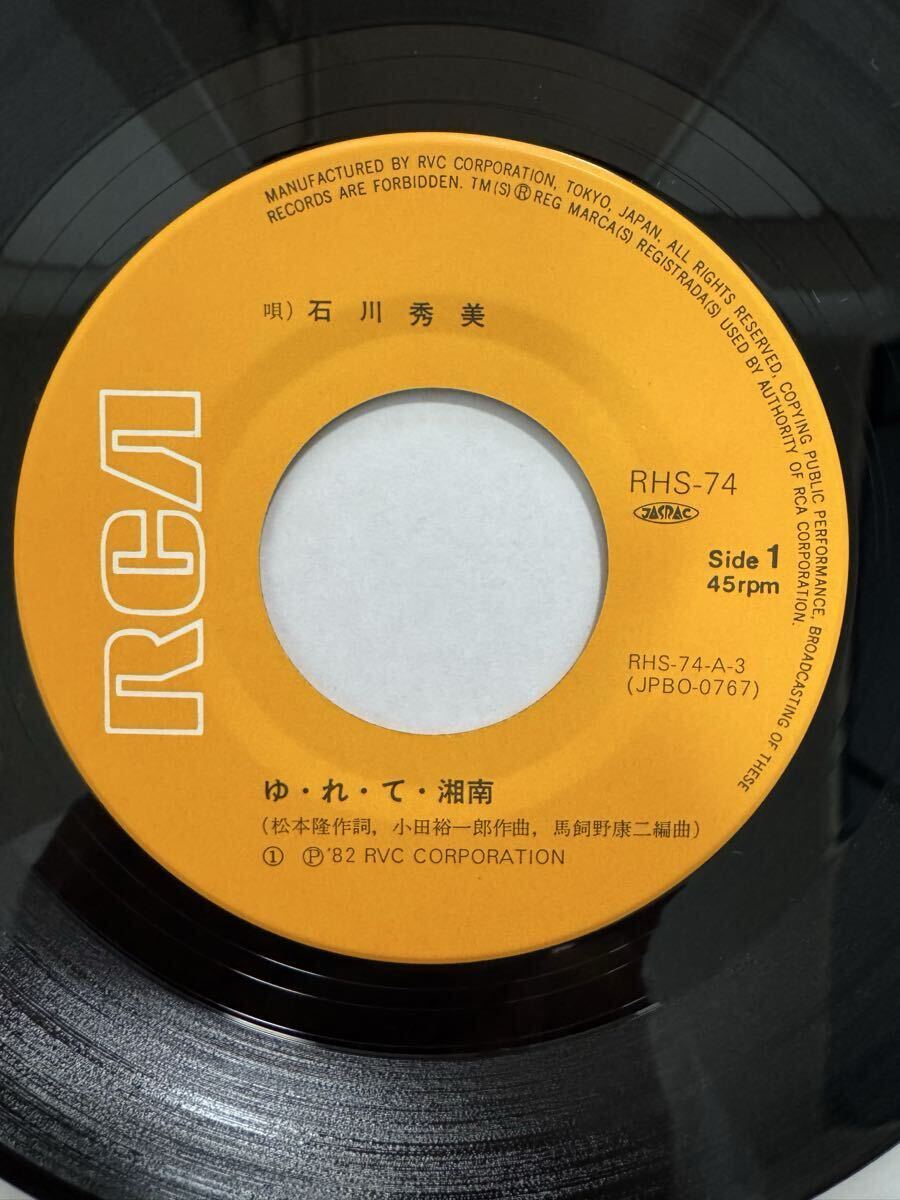 MANUFACTURED BY RVC CORPORATION, TOKYO, JAPAN. ALL RIGHTS RESERVED, COPYING PUBLIC PERFORMANCE, BROADCASTING OF THESE
RECORDS ARE FORBIDDEN. TM(S)®REG MARCA(S) REGISTRADA(S) USED BY AUTHORITY OF RCA CORPORATION.
唄) 石川秀美
RCA
RHS-74
JASRAC
Side 1
45rpm
RHS-74-A-3
(JPBO-0767)
ゆ・れ・て・湘南
(松本隆作詞, 小田裕一郎作曲, 馬飼野康二編曲)
① Ⓟ '82 RVC CORPORATION